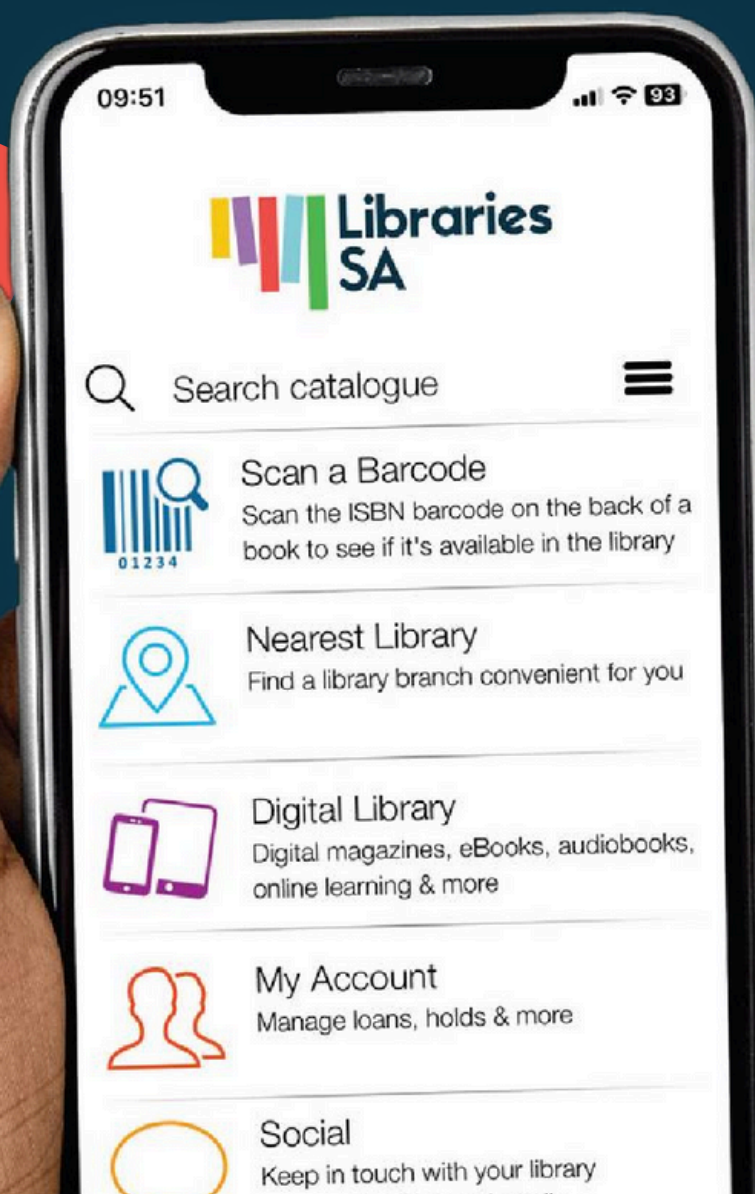 09:51
93
Libraries
SA
Search catalogue
Scan a Barcode
Scan the ISBN barcode on the back of a
book to see if it's available in the library
01234
Nearest Library
Find a library branch convenient for you
Digital Library
Digital magazines, eBooks, audiobooks,
online learning & more
My Account
Manage loans, holds & more
Social
Keep in touch with your library